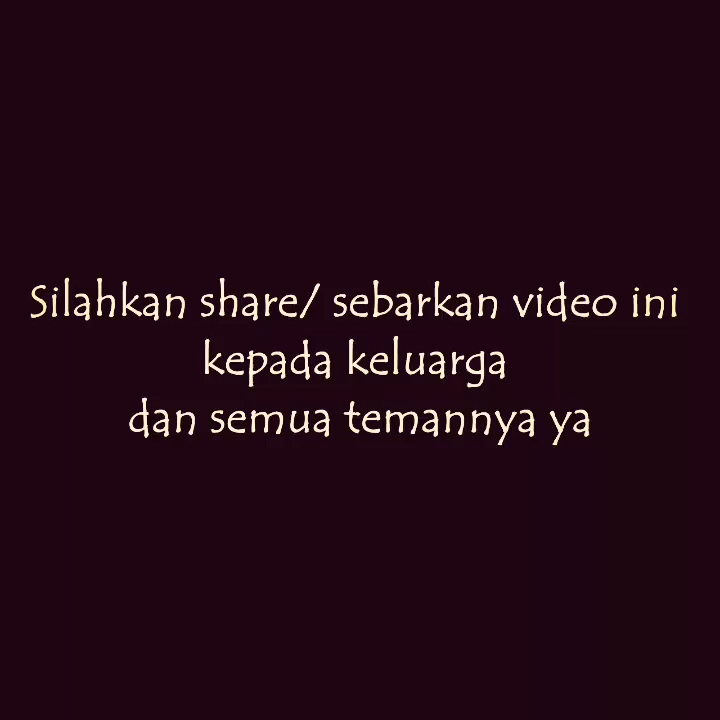 Silahkan share/ sebarkan video ini
kepada keluarga
dan semua temannya ya